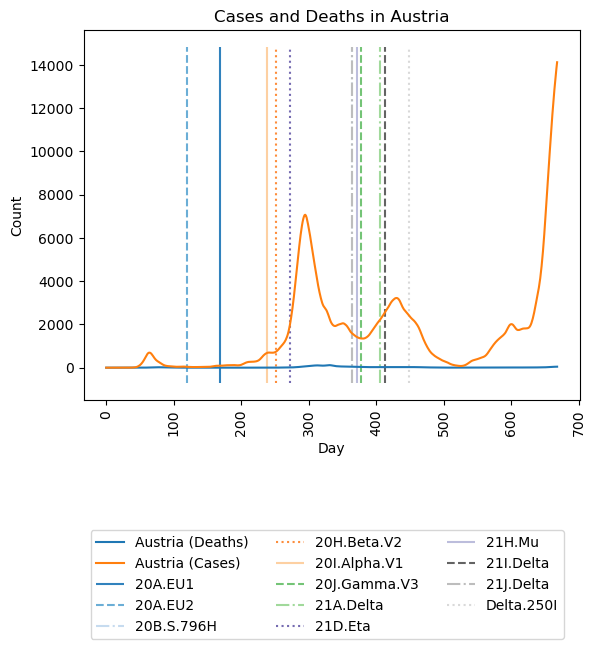 Cases and Deaths in Austria
Count
14000
12000
10000
8000
6000
4000
2000
0
0
100
200
300
400
500
600
700
Day
Austria (Deaths)
Austria (Cases)
20A.EU1
20A.EU2
20B.S.796H
20H.Beta.V2
20I.Alpha.V1
20J.Gamma.V3
21A.Delta
21D.Eta
21H.Mu
21I.Delta
21J.Delta
Delta.250I